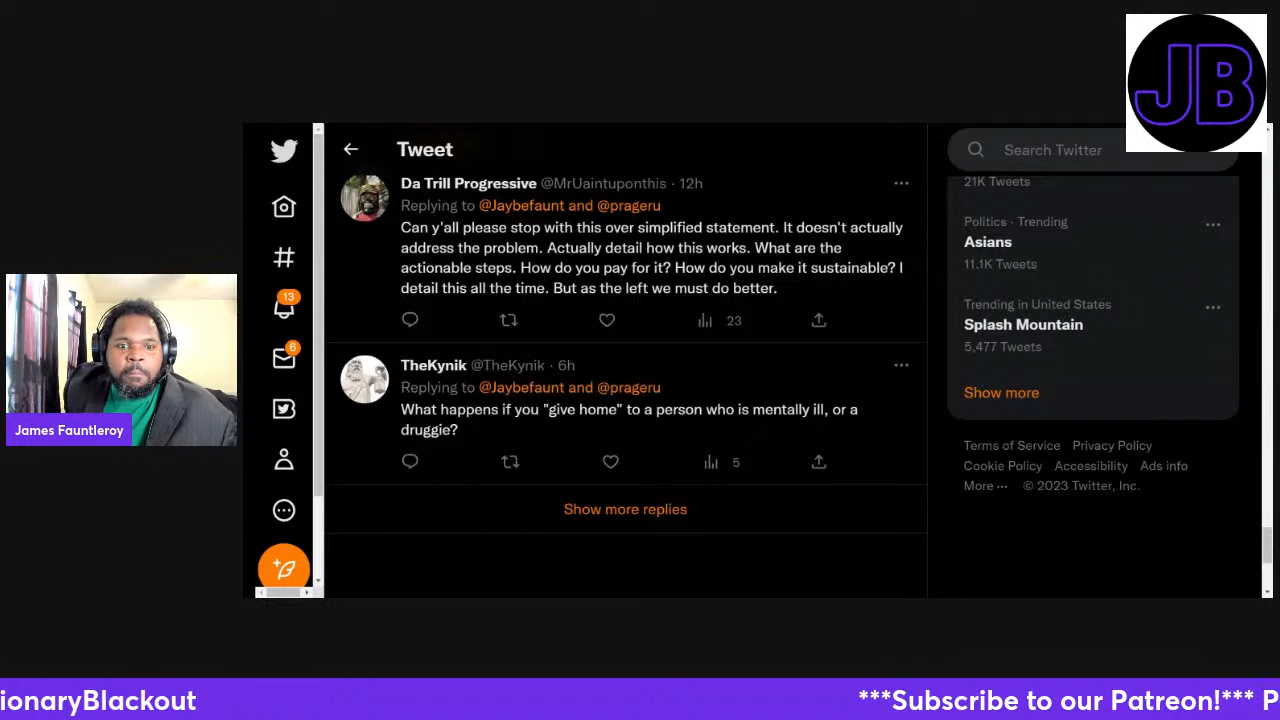 JB
Tweet
Search Twitter
Da Trill Progressive @MrUaintuponthis · 12h
Replying to @Jaybefaunt and @prageru
Can y'all please stop with this over simplified statement. It doesn't actually
address the problem. Actually detail how this works. What are the
actionable steps. How do you pay for it? How do you make it sustainable? I
detail this all the time. But as the left we must do better.
23
TheKynik @TheKynik · 6h
Replying to @Jaybefaunt and @prageru
What happens if you "give home" to a person who is mentally ill, or a
druggie?
5
Show more replies
13
6
21K Tweets
Politics · Trending
Asians
11.1K Tweets
Trending in United States
Splash Mountain
5,477 Tweets
Show more
Terms of Service Privacy Policy
Cookie Policy Accessibility Ads info
More ··· © 2023 Twitter, Inc.
James Fauntleroy
ionaryBlackout ***Subscribe to our Patreon!*** P